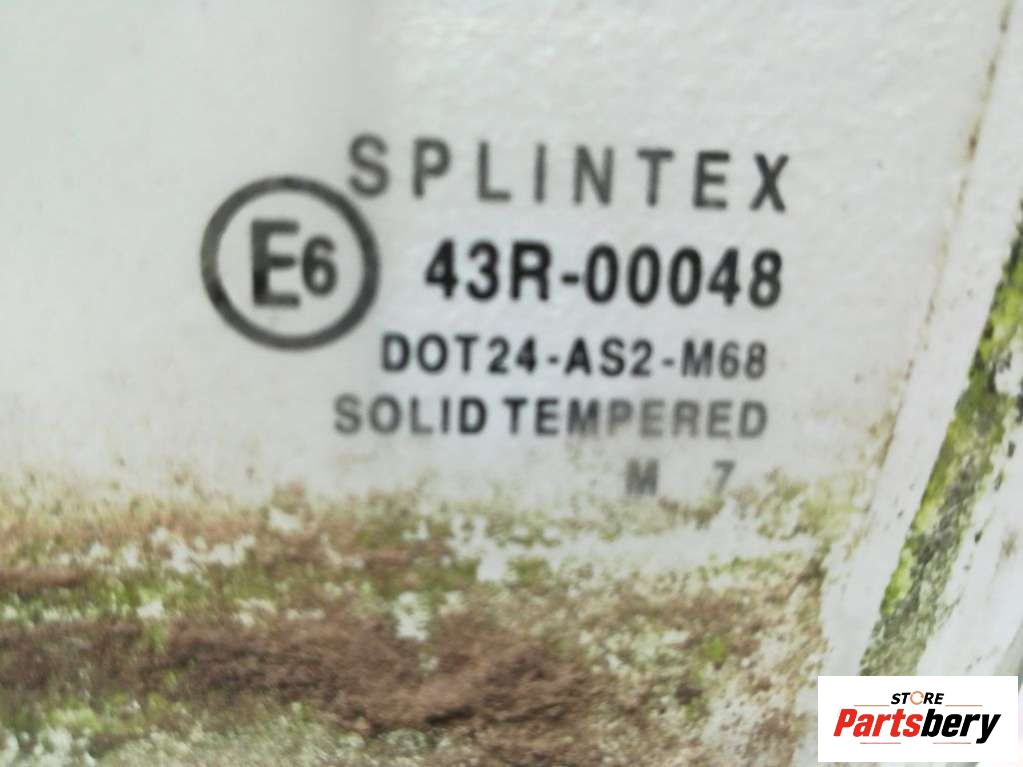 SPLINTEX
E6 43R-00048
DOT24-AS2-M68
SOLID TEMPERED
M 7
STORE
Partsbery